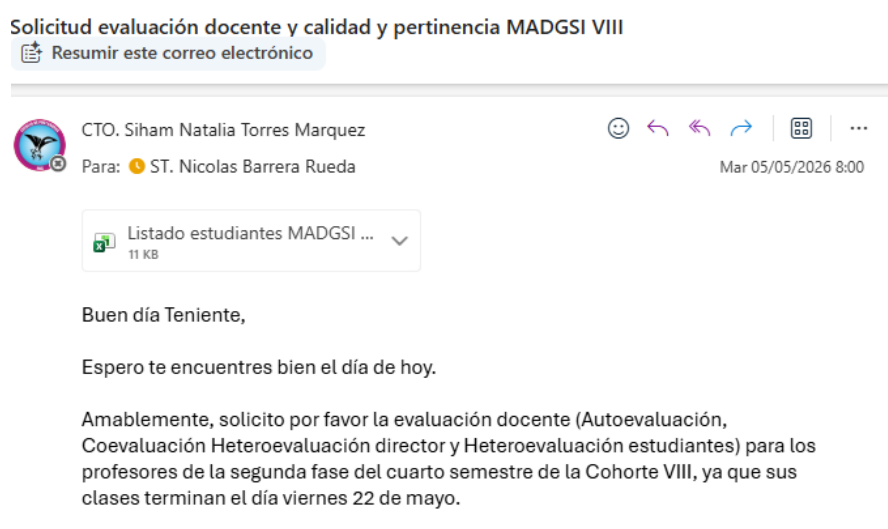 Solicitud evaluación docente y calidad y pertinencia MADGSI VIII
Resumir este correo electrónico
CTO. Siham Natalia Torres Marquez
Para: ST. Nicolas Barrera Rueda
Mar 05/05/2026 8:00
Listado estudiantes MADGSI ...
11 KB
Buen día Teniente,
Espero te encuentres bien el día de hoy.
Amablemente, solicito por favor la evaluación docente (Autoevaluación,
Coevaluación Heteroevaluación director y Heteroevaluación estudiantes) para los
profesores de la segunda fase del cuarto semestre de la Cohorte VIII, ya que sus
clases terminan el día viernes 22 de mayo.